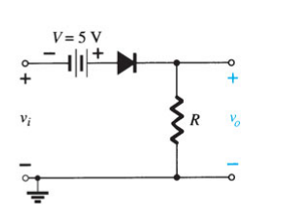 V = 5 V
− +
+ +
vi R vo
− −